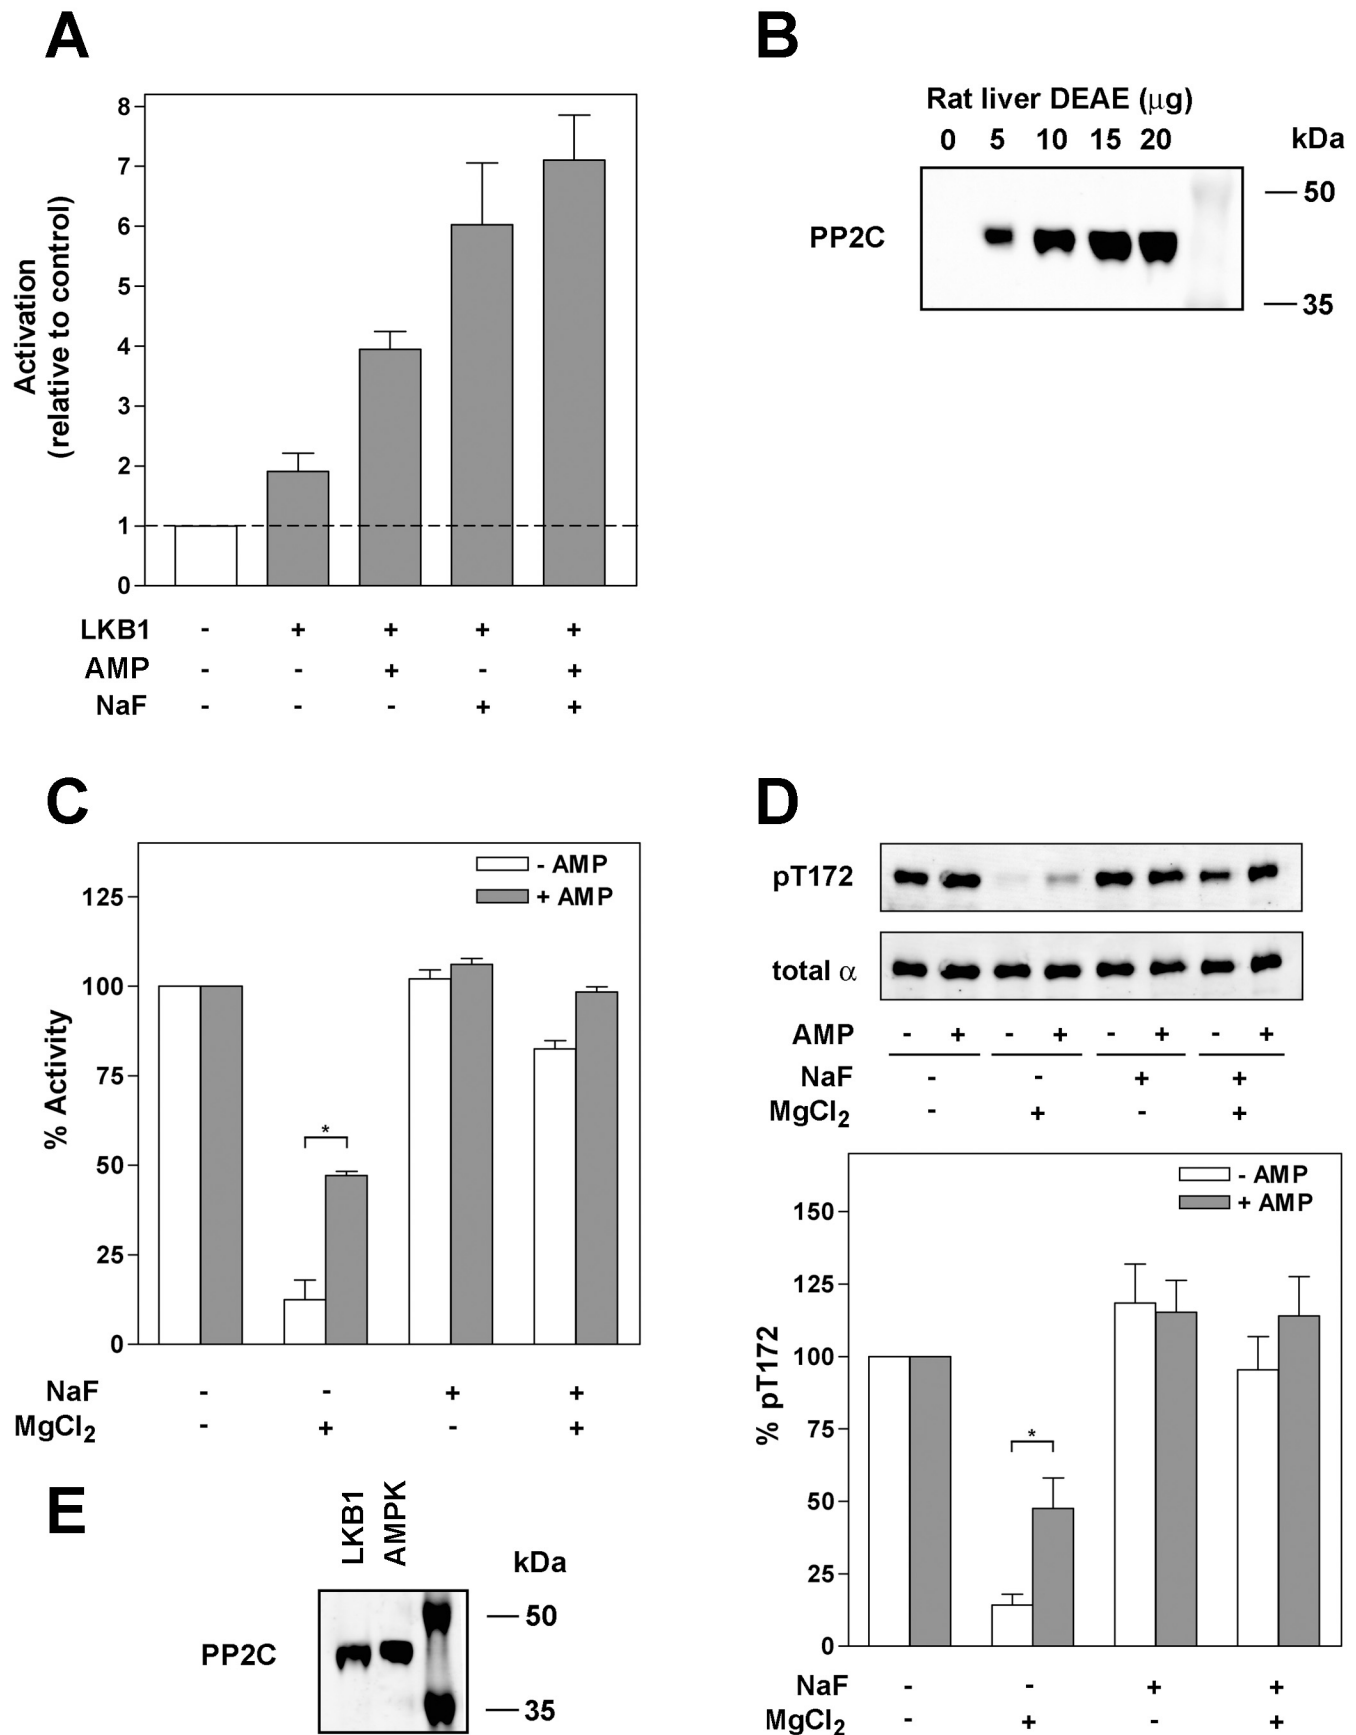 A
8
7
6
5
4
3
2
1
0
Activation
(relative to control)
LKB1 - + + + +
AMP - - + - +
NaF - - - + +
B
Rat liver DEAE (μg)
0 5 10 15 20 kDa
PP2C
50
35
C
- AMP
+ AMP
125
100
75
50
25
0
% Activity
*
NaF - - + +
MgCl2 - + - +
D
pT172
total α
AMP - + - + - + - +
NaF - - + +
MgCl2 - + - +
- AMP
+ AMP
150
125
100
75
50
25
0
% pT172
*
NaF - - + +
MgCl2 - + - +
E
LKB1 AMPK
kDa
PP2C
50
35